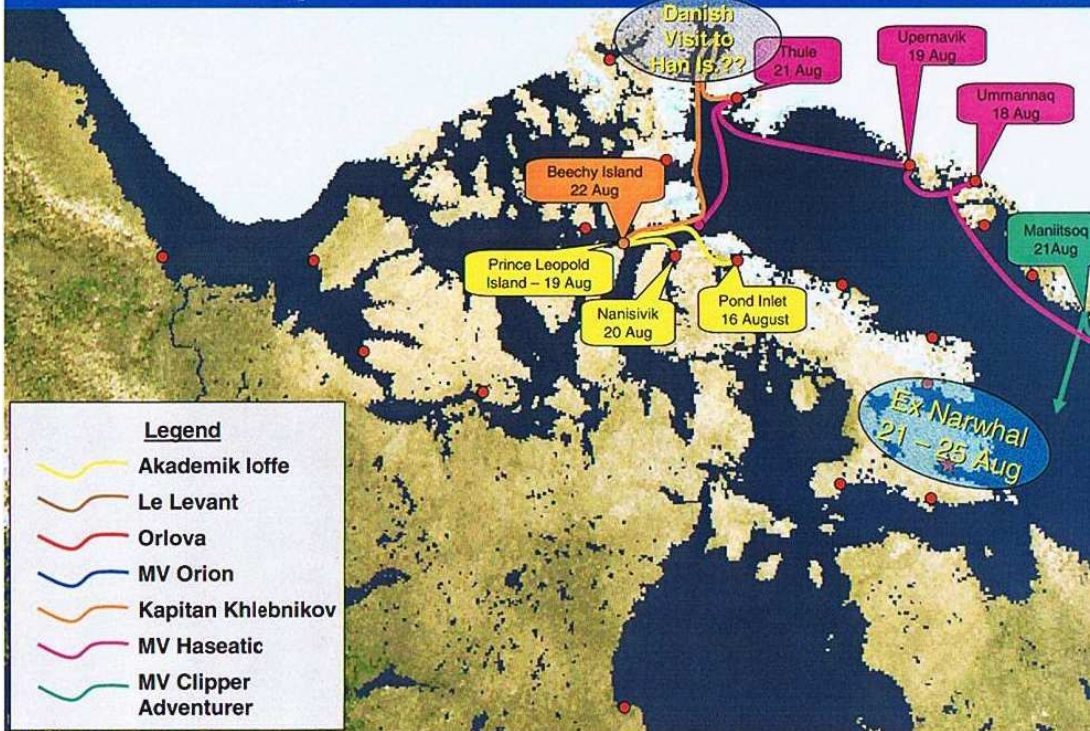 Danish
Visit to
Han Is.??
Thule
21 Aug
Upernavik
19 Aug
Ummannaq
18 Aug
Beechy Island
22 Aug
Maniitsoq
21Aug
Prince Leopold
Island – 19 Aug
Nanisivik
20 Aug
Pond Inlet
16 August
Ex Narwhal
21 – 25 Aug
Legend
Akademik Ioffe
Le Levant
Orlova
MV Orion
Kapitan Khlebnikov
MV Haseatic
MV Clipper
Adventurer